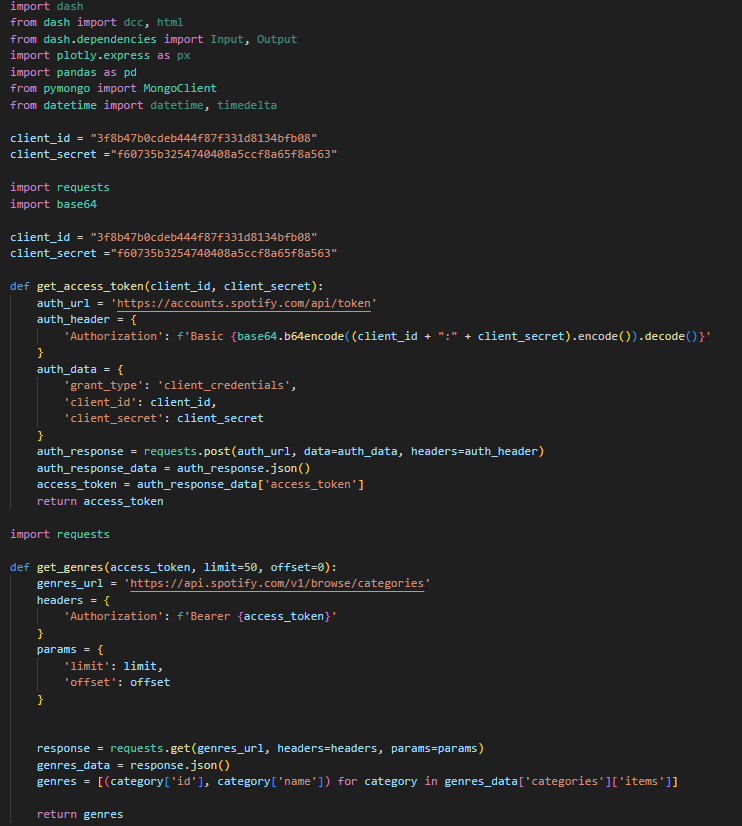 import dash
from dash import dcc, html
from dash.dependencies import Input, Output
import plotly.express as px
import pandas as pd
from pymongo import MongoClient
from datetime import datetime, timedelta

client_id = "3f8b47b0cdeb444f87f331d8134bfb08"
client_secret ="f60735b3254740408a5ccf8a65f8a563"

import requests
import base64

client_id = "3f8b47b0cdeb444f87f331d8134bfb08"
client_secret ="f60735b3254740408a5ccf8a65f8a563"

def get_access_token(client_id, client_secret):
    auth_url = 'https://accounts.spotify.com/api/token'
    auth_header = {
        'Authorization': f'Basic {base64.b64encode((client_id + ":" + client_secret).encode()).decode()}'
    }
    auth_data = {
        'grant_type': 'client_credentials',
        'client_id': client_id,
        'client_secret': client_secret
    }
    auth_response = requests.post(auth_url, data=auth_data, headers=auth_header)
    auth_response_data = auth_response.json()
    access_token = auth_response_data['access_token']
    return access_token

import requests

def get_genres(access_token, limit=50, offset=0):
    genres_url = 'https://api.spotify.com/v1/browse/categories'
    headers = {
        'Authorization': f'Bearer {access_token}'
    }
    params = {
        'limit': limit,
        'offset': offset
    }


    response = requests.get(genres_url, headers=headers, params=params)
    genres_data = response.json()
    genres = [(category['id'], category['name']) for category in genres_data['categories']['items']]

    return genres